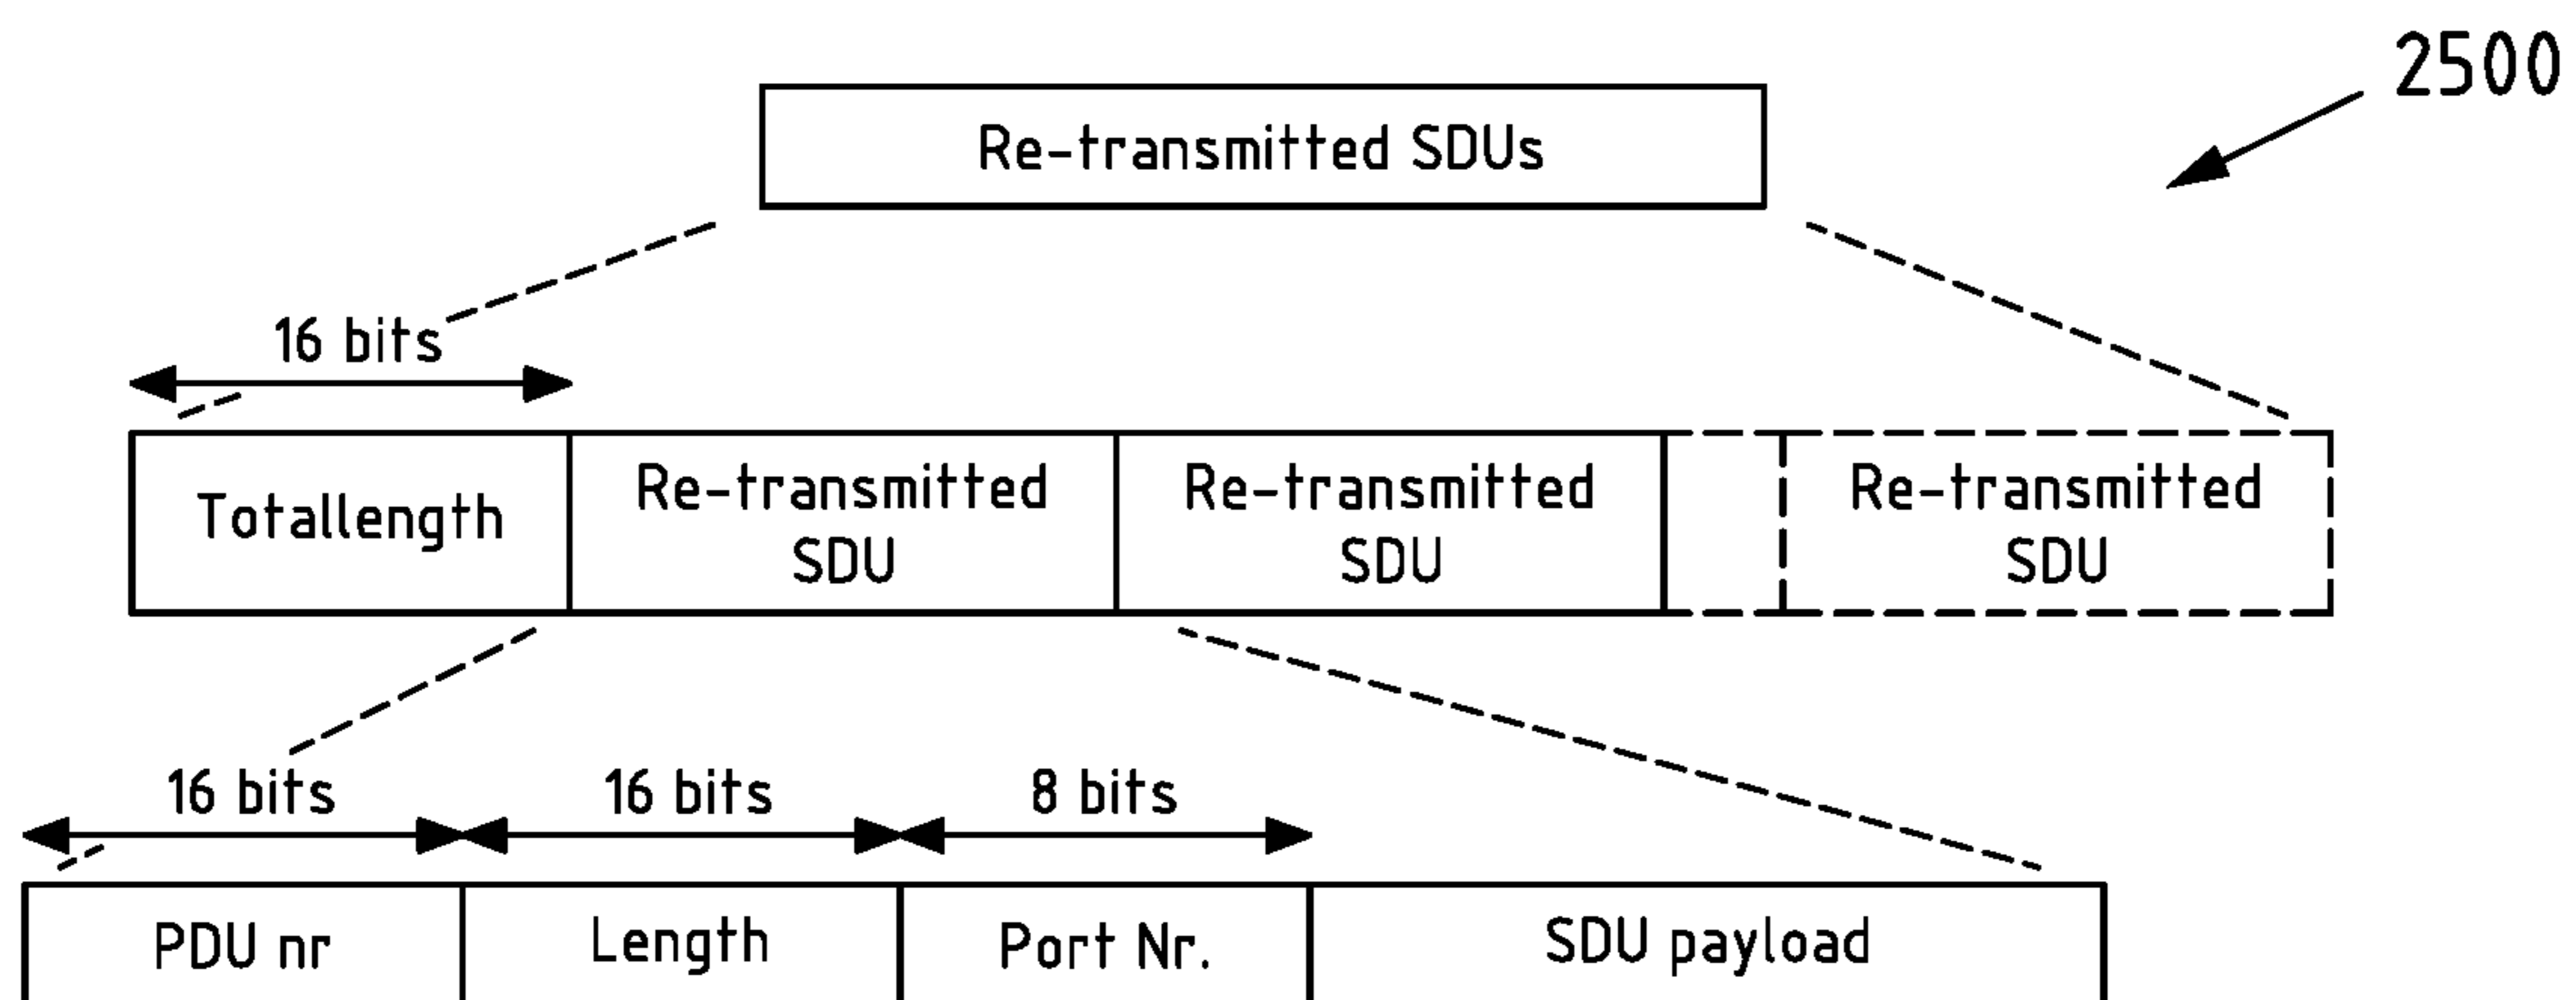 2500
Re-transmitted SDUs
16 bits
Totallength
Re-transmitted
SDU
Re-transmitted
SDU
Re-transmitted
SDU
16 bits
16 bits
8 bits
PDU nr
Length
Port Nr.
SDU payload